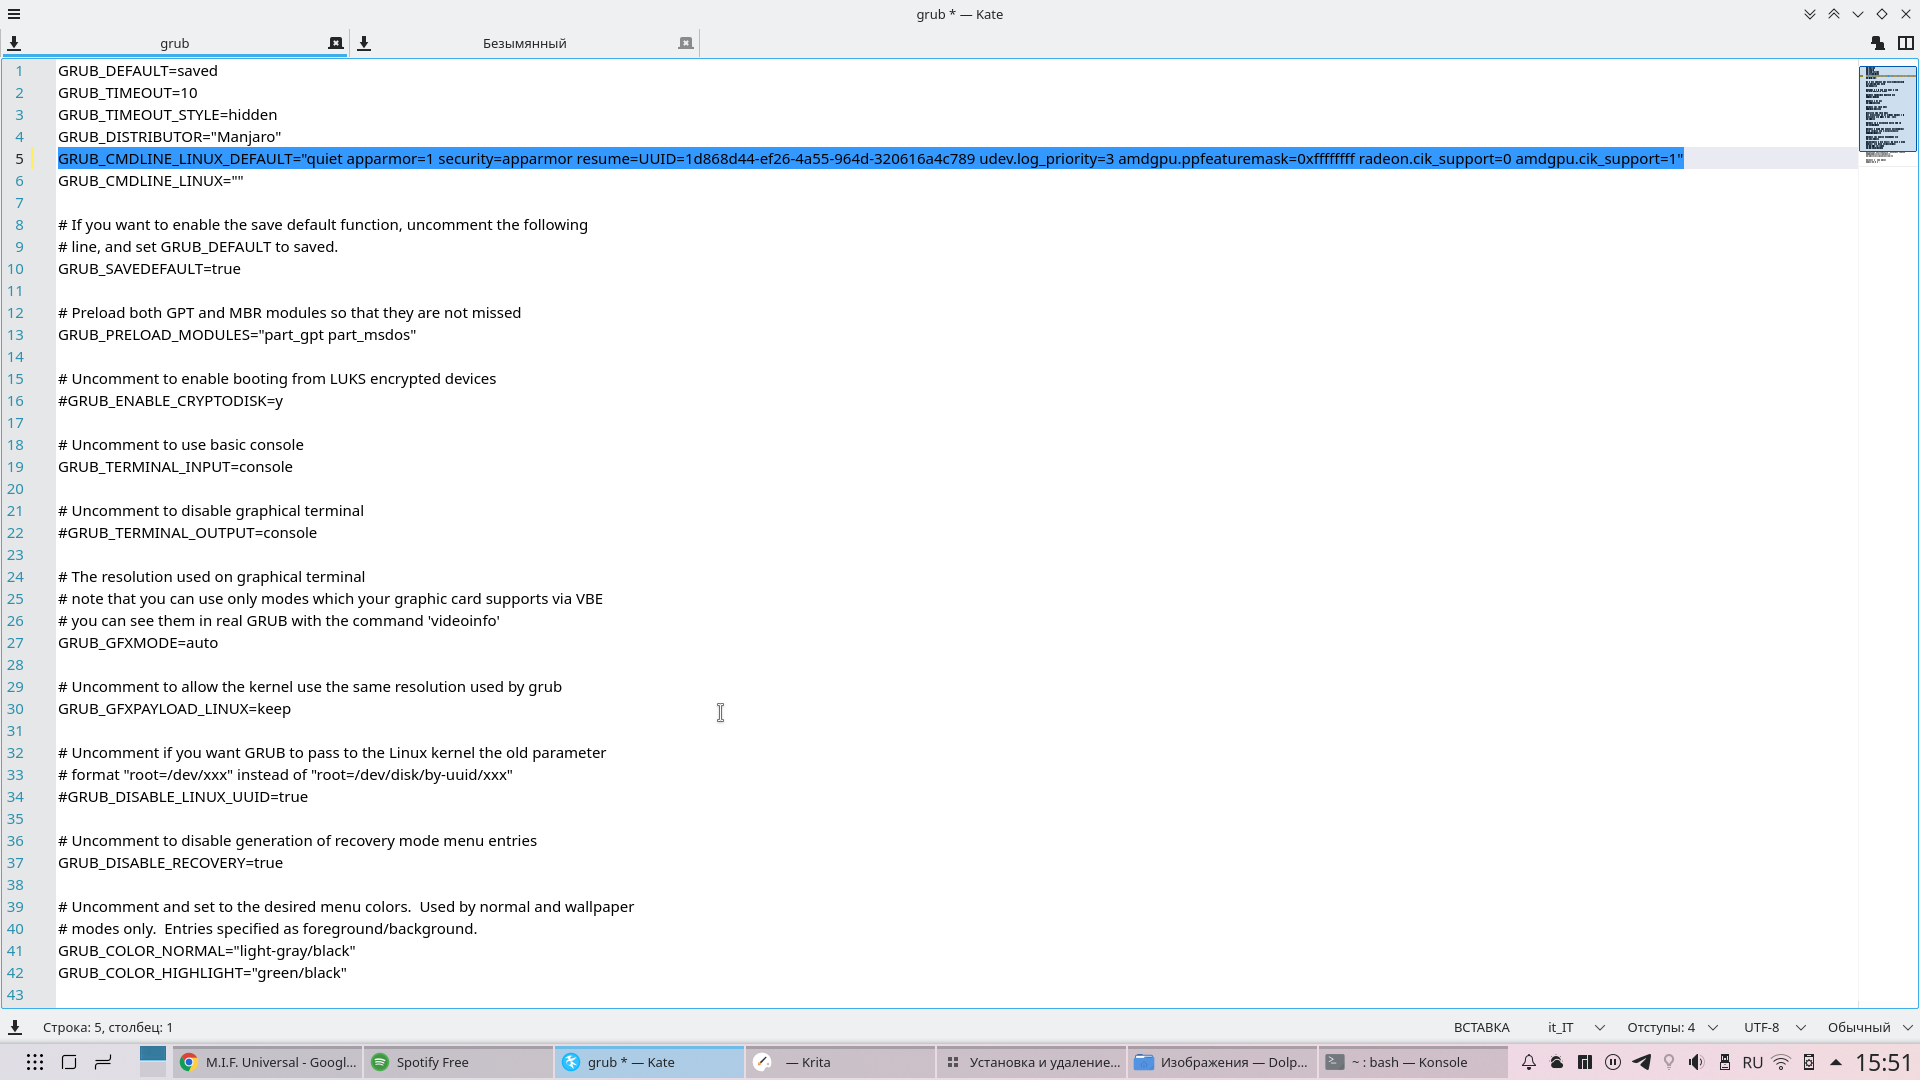 grub * — Kate
grub
Безымянный
1 GRUB_DEFAULT=saved
2 GRUB_TIMEOUT=10
3 GRUB_TIMEOUT_STYLE=hidden
4 GRUB_DISTRIBUTOR="Manjaro"
5 GRUB_CMDLINE_LINUX_DEFAULT="quiet apparmor=1 security=apparmor resume=UUID=1d868d44-ef26-4a55-964d-320616a4c789 udev.log_priority=3 amdgpu.ppfeaturemask=0xffffffff radeon.cik_support=0 amdgpu.cik_support=1"
6 GRUB_CMDLINE_LINUX=""
7
8 # If you want to enable the save default function, uncomment the following
9 # line, and set GRUB_DEFAULT to saved.
10 GRUB_SAVEDEFAULT=true
11
12 # Preload both GPT and MBR modules so that they are not missed
13 GRUB_PRELOAD_MODULES="part_gpt part_msdos"
14
15 # Uncomment to enable booting from LUKS encrypted devices
16 #GRUB_ENABLE_CRYPTODISK=y
17
18 # Uncomment to use basic console
19 GRUB_TERMINAL_INPUT=console
20
21 # Uncomment to disable graphical terminal
22 #GRUB_TERMINAL_OUTPUT=console
23
24 # The resolution used on graphical terminal
25 # note that you can use only modes which your graphic card supports via VBE
26 # you can see them in real GRUB with the command 'videoinfo'
27 GRUB_GFXMODE=auto
28
29 # Uncomment to allow the kernel use the same resolution used by grub
30 GRUB_GFXPAYLOAD_LINUX=keep
31
32 # Uncomment if you want GRUB to pass to the Linux kernel the old parameter
33 # format "root=/dev/xxx" instead of "root=/dev/disk/by-uuid/xxx"
34 #GRUB_DISABLE_LINUX_UUID=true
35
36 # Uncomment to disable generation of recovery mode menu entries
37 GRUB_DISABLE_RECOVERY=true
38
39 # Uncomment and set to the desired menu colors.  Used by normal and wallpaper
40 # modes only.  Entries specified as foreground/background.
41 GRUB_COLOR_NORMAL="light-gray/black"
42 GRUB_COLOR_HIGHLIGHT="green/black"
43
Строка: 5, столбец: 1
ВСТАВКА
it_IT
Отступы: 4
UTF-8
Обычный
M.I.F. Universal - Googl...
Spotify Free
grub * — Kate
— Krita
Установка и удаление...
Изображения — Dolp...
~ : bash — Konsole
RU
15:51